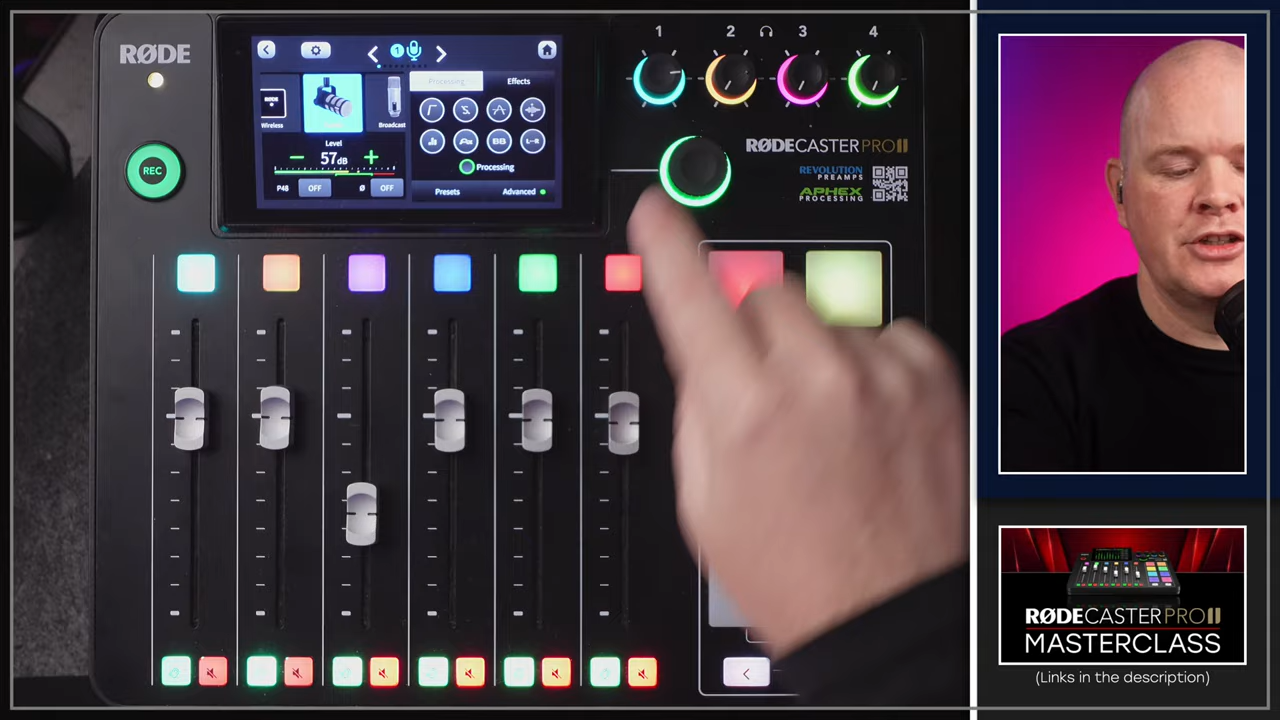 RØDE
REC
1
Processing
Effects
Wireless
Broadcast
Level
57dB
Processing
P48
OFF
Ø
OFF
Presets
Advanced
1
2
3
4
RØDECASTER PRO II
REVOLUTION
PREAMPS
APHEX
PROCESSING
RØDECASTER PRO II
MASTERCLASS
(Links in the description)